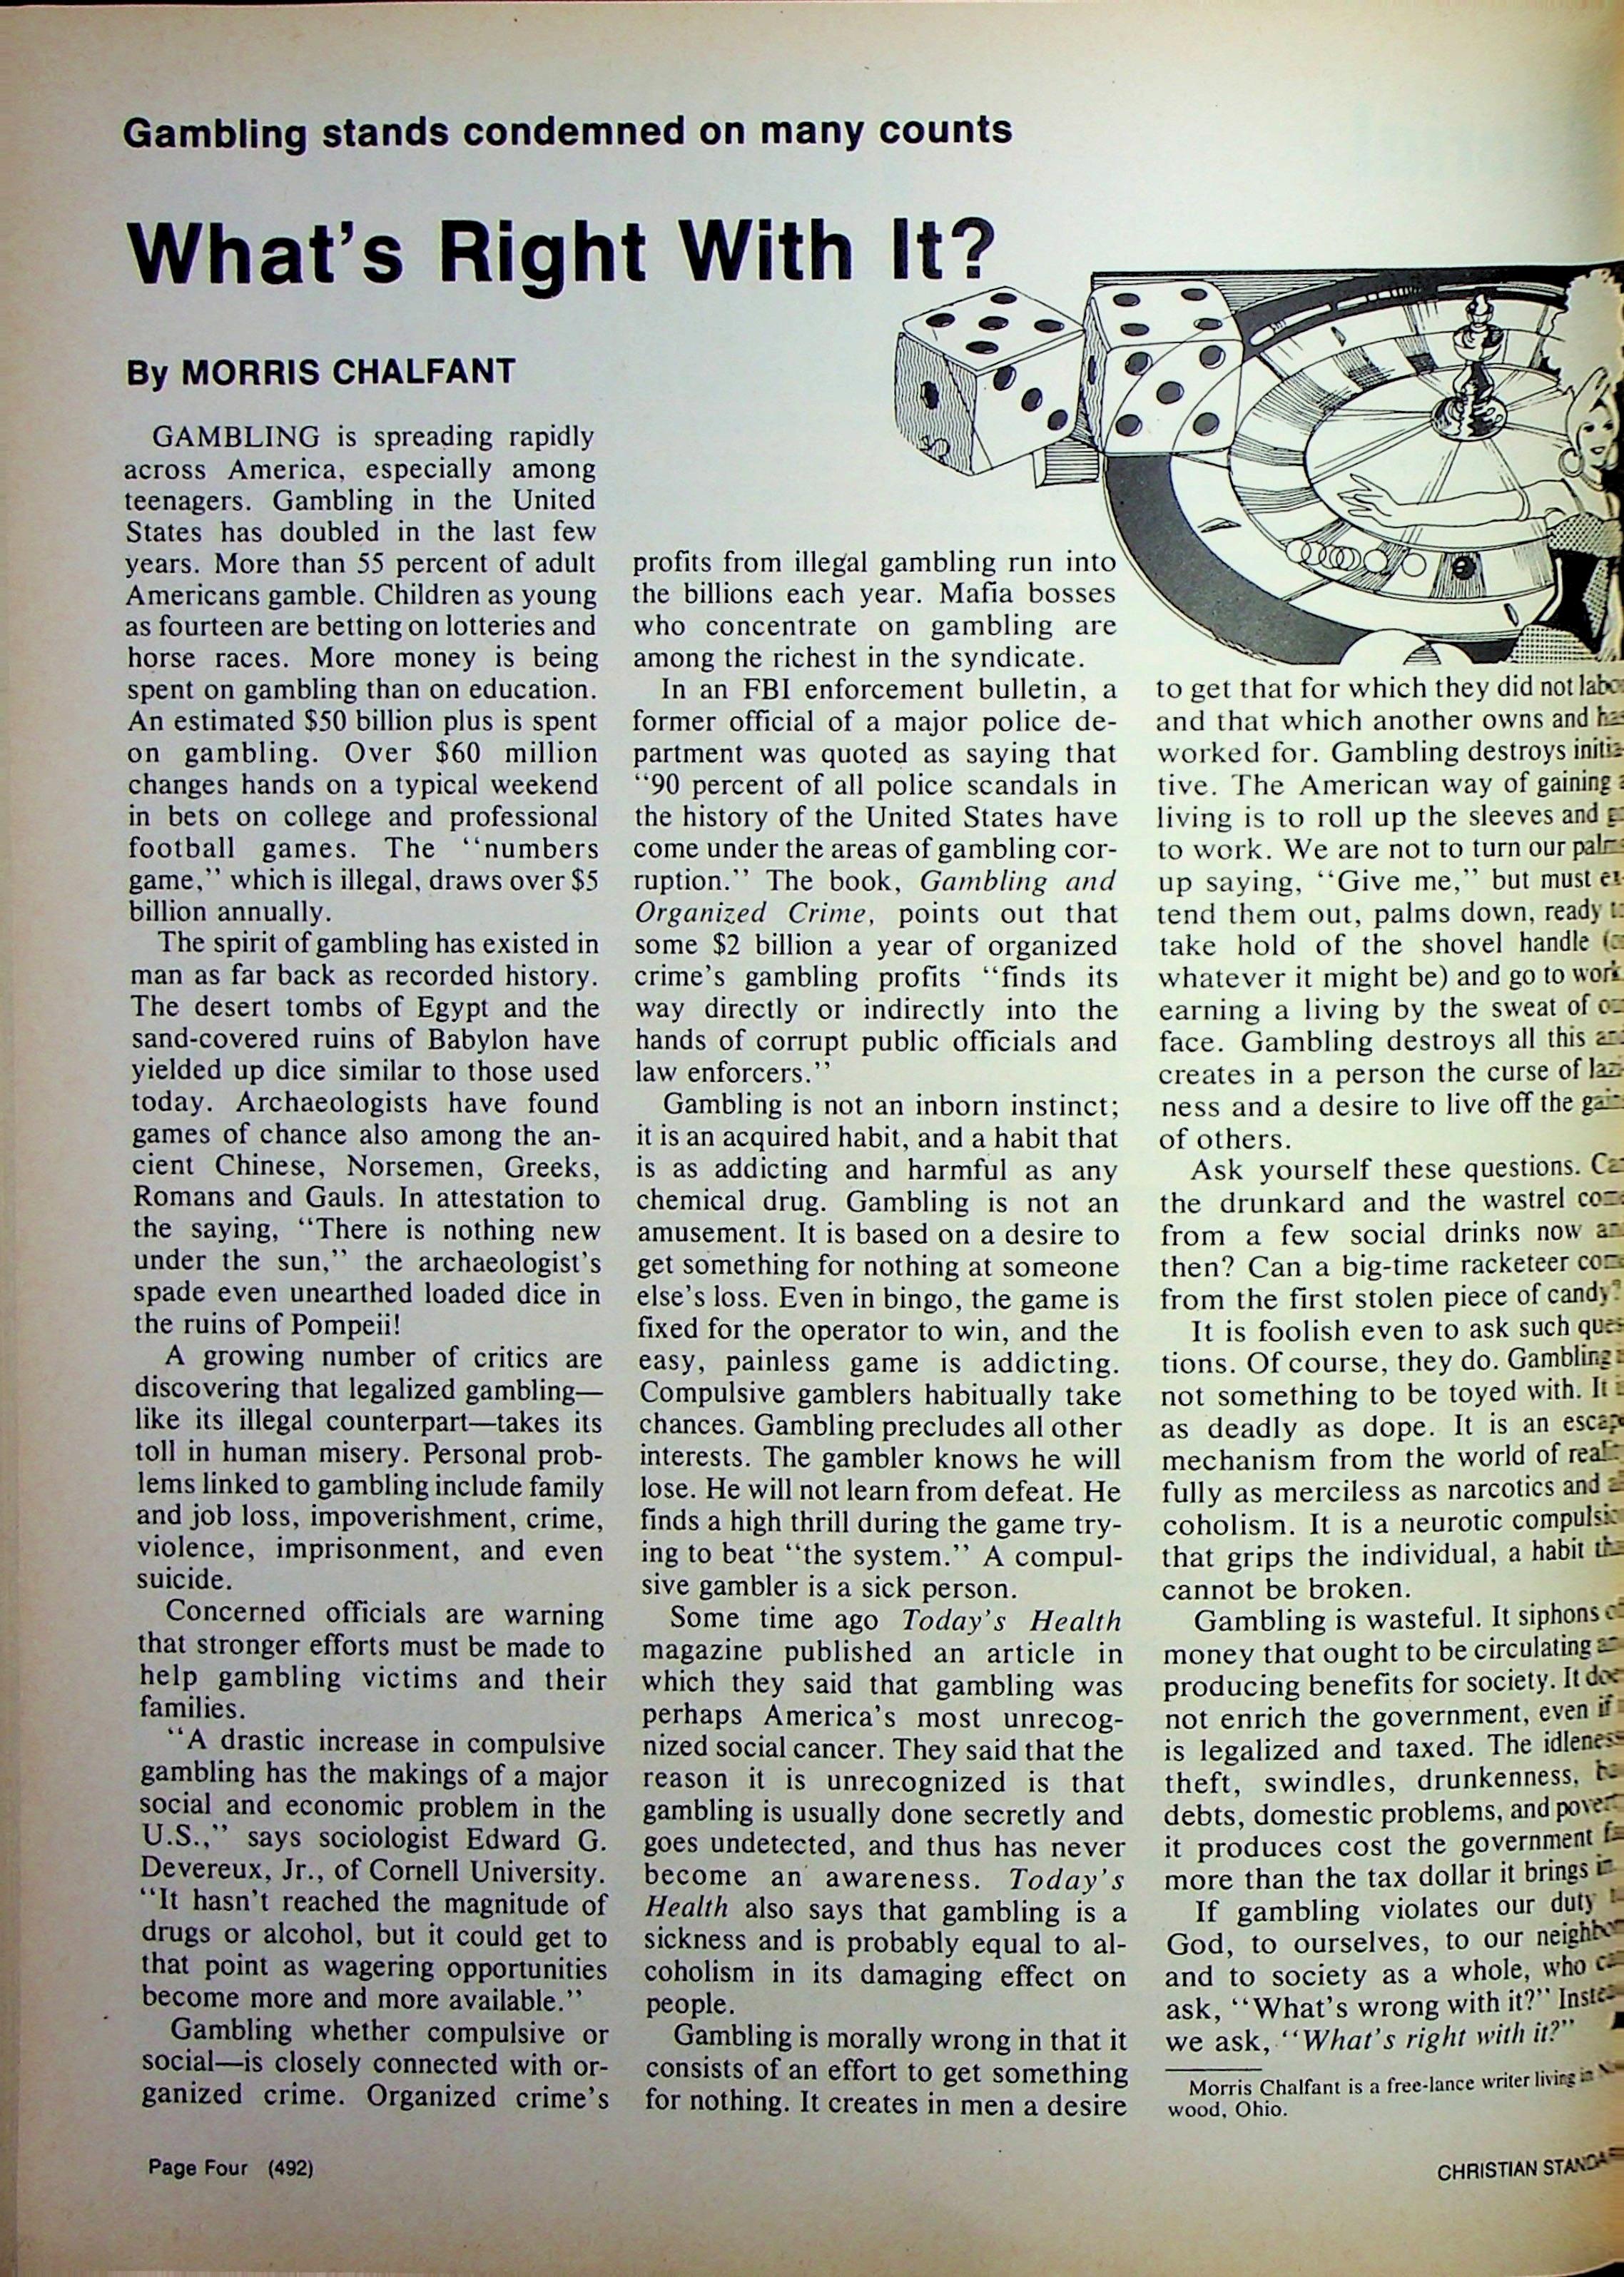 Gambling stands condemned on many counts
What's Right With It?
By MORRIS CHALFANT
GAMBLING is spreading rapidly
across America, especially among
teenagers. Gambling in the United
States has doubled in the last few
years. More than 55 percent of adult
Americans gamble. Children as young
as fourteen are betting on lotteries and
horse races. More money is being
spent on gambling than on education.
An estimated $50 billion plus is spent
on gambling. Over $60 million
changes hands on a typical weekend
in bets on college and professional
football games. The “numbers
game,” which is illegal, draws over $5
billion annually.
The spirit of gambling has existed in
man as far back as recorded history.
The desert tombs of Egypt and the
sand-covered ruins of Babylon have
yielded up dice similar to those used
today. Archaeologists have found
games of chance also among the an-
cient Chinese, Norsemen, Greeks,
Romans and Gauls. In attestation to
the saying, “There is nothing new
under the sun,” the archaeologist's
spade even unearthed loaded dice in
the ruins of Pompeii!
A growing number of critics are
discovering that legalized gambling—
like its illegal counterpart—takes its
toll in human misery. Personal prob-
lems linked to gambling include family
and job loss, impoverishment, crime,
violence, imprisonment, and even
suicide.
Concerned officials are warning
that stronger efforts must be made to
help gambling victims and their
families.
“A drastic increase in compulsive
gambling has the makings of a major
social and economic problem in the
U.S.,” says sociologist Edward G.
Devereux, Jr., of Cornell University.
“It hasn't reached the magnitude of
drugs or alcohol, but it could get to
that point as wagering opportunities
become more and more available.”
Gambling whether compulsive or
social—is closely connected with or-
ganized crime. Organized crime's
profits from illegal gambling run into
the billions each year. Mafia bosses
who concentrate on gambling are
among the richest in the syndicate.
In an FBI enforcement bulletin, a
former official of a major police de-
partment was quoted as saying that
“90 percent of all police scandals in
the history of the United States have
come under the areas of gambling cor-
ruption.” The book, Gambling and
Organized Crime, points out that
some $2 billion a year of organized
crime's gambling profits “finds its
way directly or indirectly into the
hands of corrupt public officials and
law enforcers.”
Gambling is not an inborn instinct;
it is an acquired habit, and a habit that
is as addicting and harmful as any
chemical drug. Gambling is not an
amusement. It is based on a desire to
get something for nothing at someone
else's loss. Even in bingo, the game is
fixed for the operator to win, and the
easy, painless game is addicting.
Compulsive gamblers habitually take
chances. Gambling precludes all other
interests. The gambler knows he will
lose. He will not learn from defeat. He
finds a high thrill during the game try-
ing to beat “the system.” A compul-
sive gambler is a sick person.
Some time ago Today's Health
magazine published an article in
which they said that gambling was
perhaps America's most unrecog-
nized social cancer. They said that the
reason it is unrecognized is that
gambling is usually done secretly and
goes undetected, and thus has never
become an awareness. Today's
Health also says that gambling is a
sickness and is probably equal to al-
coholism in its damaging effect on
people.
Gambling is morally wrong in that it
consists of an effort to get something
for nothing. It creates in men a desire
to get that for which they did not
and that which another owns and
worked for. Gambling destroys
tive. The American way of gaining
living is to roll up the sleeves and
to work. We are not to turn our
up saying, “Give me,” but must
tend them out, palms down, ready
take hold of the shovel handle
whatever it might be) and go to work
earning a living by the sweat of
face. Gambling destroys all this
creates in a person the curse of
ness and a desire to live off the
of others.
Ask yourself these questions.
the drunkard and the wastrel
from a few social drinks now
then? Can a big-time racketeer
from the first stolen piece of candy?
It is foolish even to ask such
tions. Of course, they do. Gambling
not something to be toyed with. It
as deadly as dope. It is an
mechanism from the world of
fully as merciless as narcotics and
coholism. It is a neurotic
that grips the individual, a habit
cannot be broken.
Gambling is wasteful. It siphons
money that ought to be circulating
producing benefits for society. It
not enrich the government, even if
is legalized and taxed. The
theft, swindles, drunkenness,
debts, domestic problems, and
it produces cost the government
more than the tax dollar it brings
If gambling violates our duty
God, to ourselves, to our
and to society as a whole, who
ask, “What's wrong with it?”
we ask, “What's right with it?”
Morris Chalfant is a free-lance writer living in
wood, Ohio.
Page Four (492)
CHRISTIAN